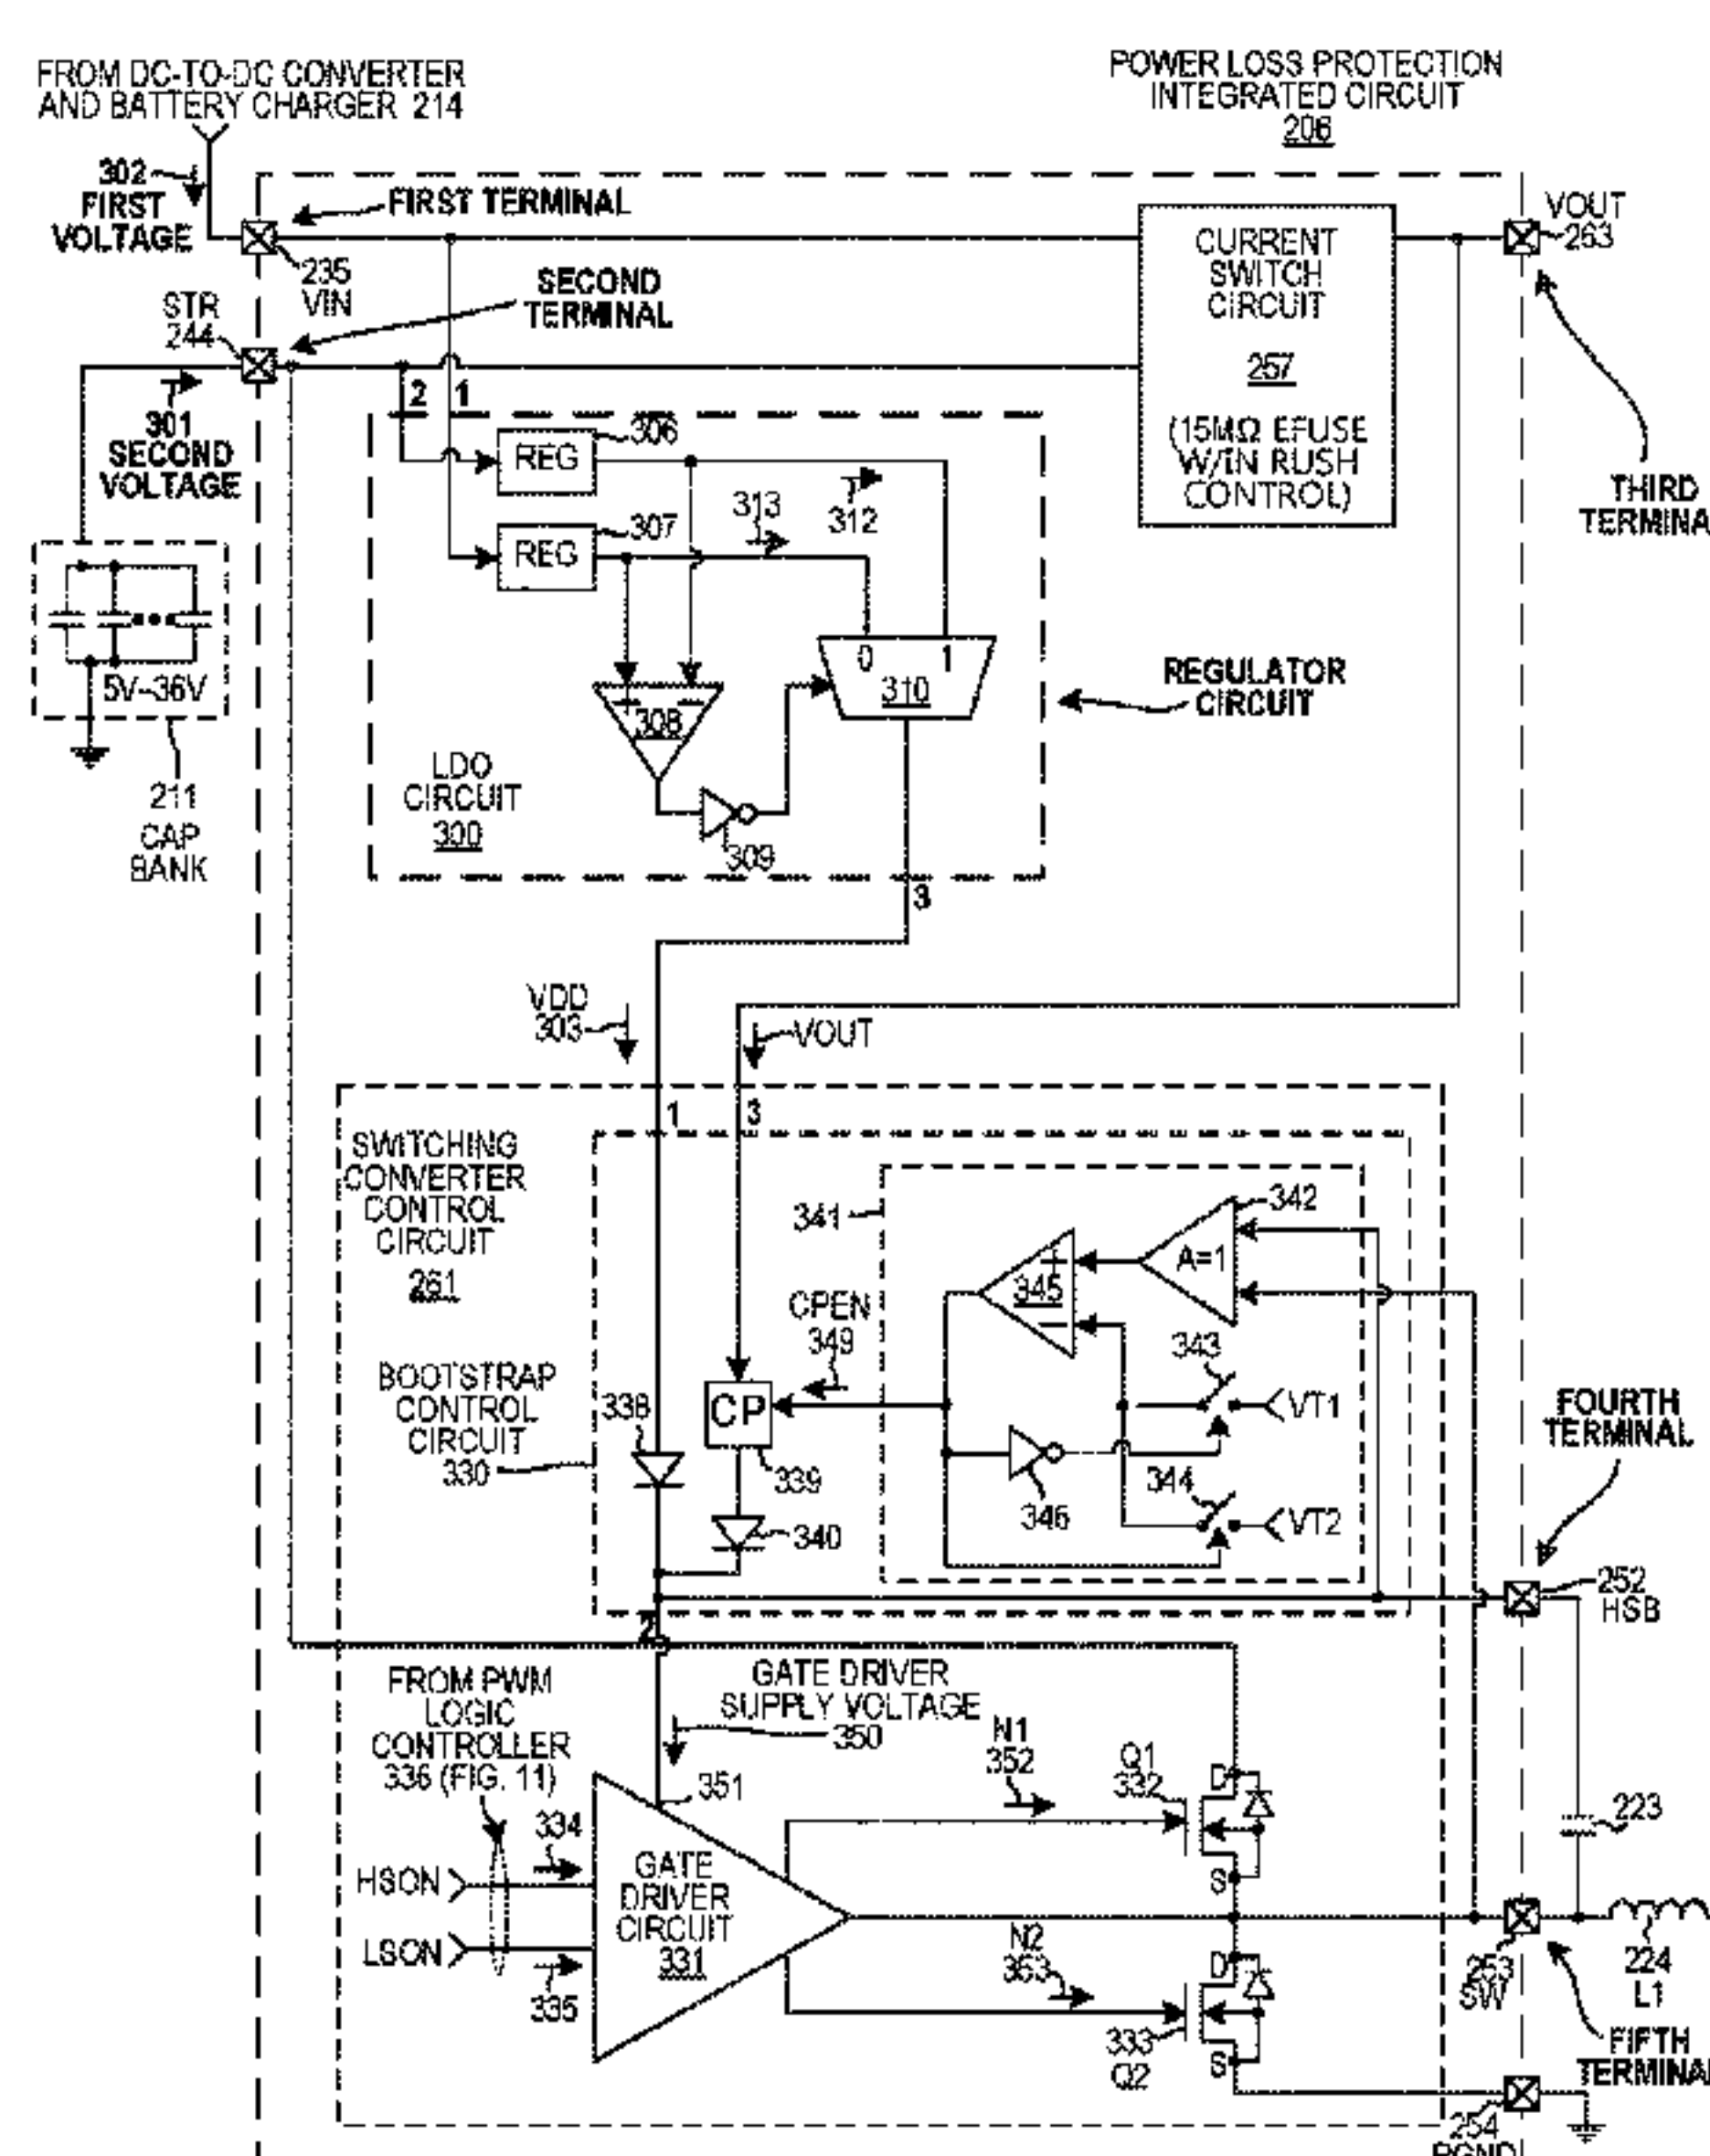 FROM DC-TO-DC CONVERTER
AND BATTERY CHARGER 214
POWER LOSS PROTECTION
INTEGRATED CIRCUIT
206
302
FIRST
VOLTAGE
FIRST TERMINAL
235
VIN
SECOND
TERMINAL
STR
244
CURRENT
SWITCH
CIRCUIT
257
(15MΩ EFUSE
W/IN RUSH
CONTROL)
VOUT
263
THIRD
TERMINA
301
SECOND
VOLTAGE
2
1
REG
306
REG
307
313
312
5V-36V
211
CAP
BANK
+
−
308
0
1
310
REGULATOR
CIRCUIT
LDO
CIRCUIT
300
309
3
VDD
303
VOUT
1
3
SWITCHING
CONVERTER
CONTROL
CIRCUIT
261
341
342
A=1
+
345
−
CPEN
349
343
VT1
BOOTSTRAP
CONTROL
CIRCUIT
330
338
CP
339
340
346
344
VT2
FOURTH
TERMINAL
252
HSB
2
FROM PWM
LOGIC
CONTROLLER
336 (FIG. 11)
GATE DRIVER
SUPPLY VOLTAGE
350
351
N1
352
Q1
332
D
S
223
334
HSON
LSON
335
GATE
DRIVER
CIRCUIT
331
N2
353
D
S
333
Q2
253
SW
224
L1
FIFTH
TERMINA
254
PGND